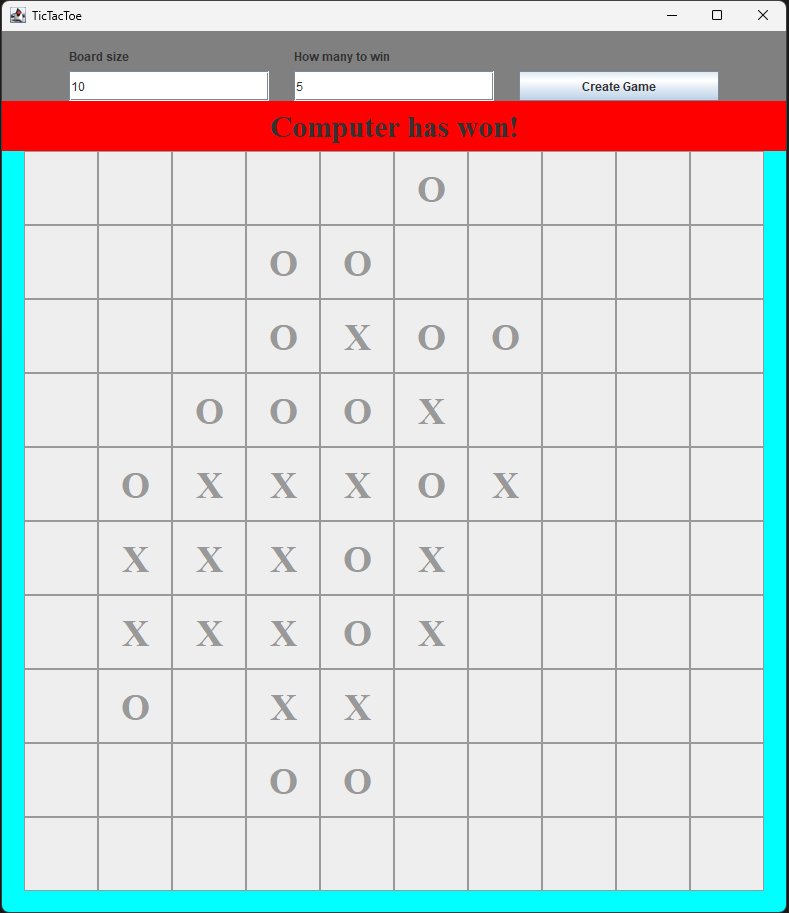 TicTacToe
Board size How many to win
10 5 Create Game
Computer has won!
O
O O
O X O O
O O O X
O X X X O X
X X X O X
X X X O X
O X X
O O